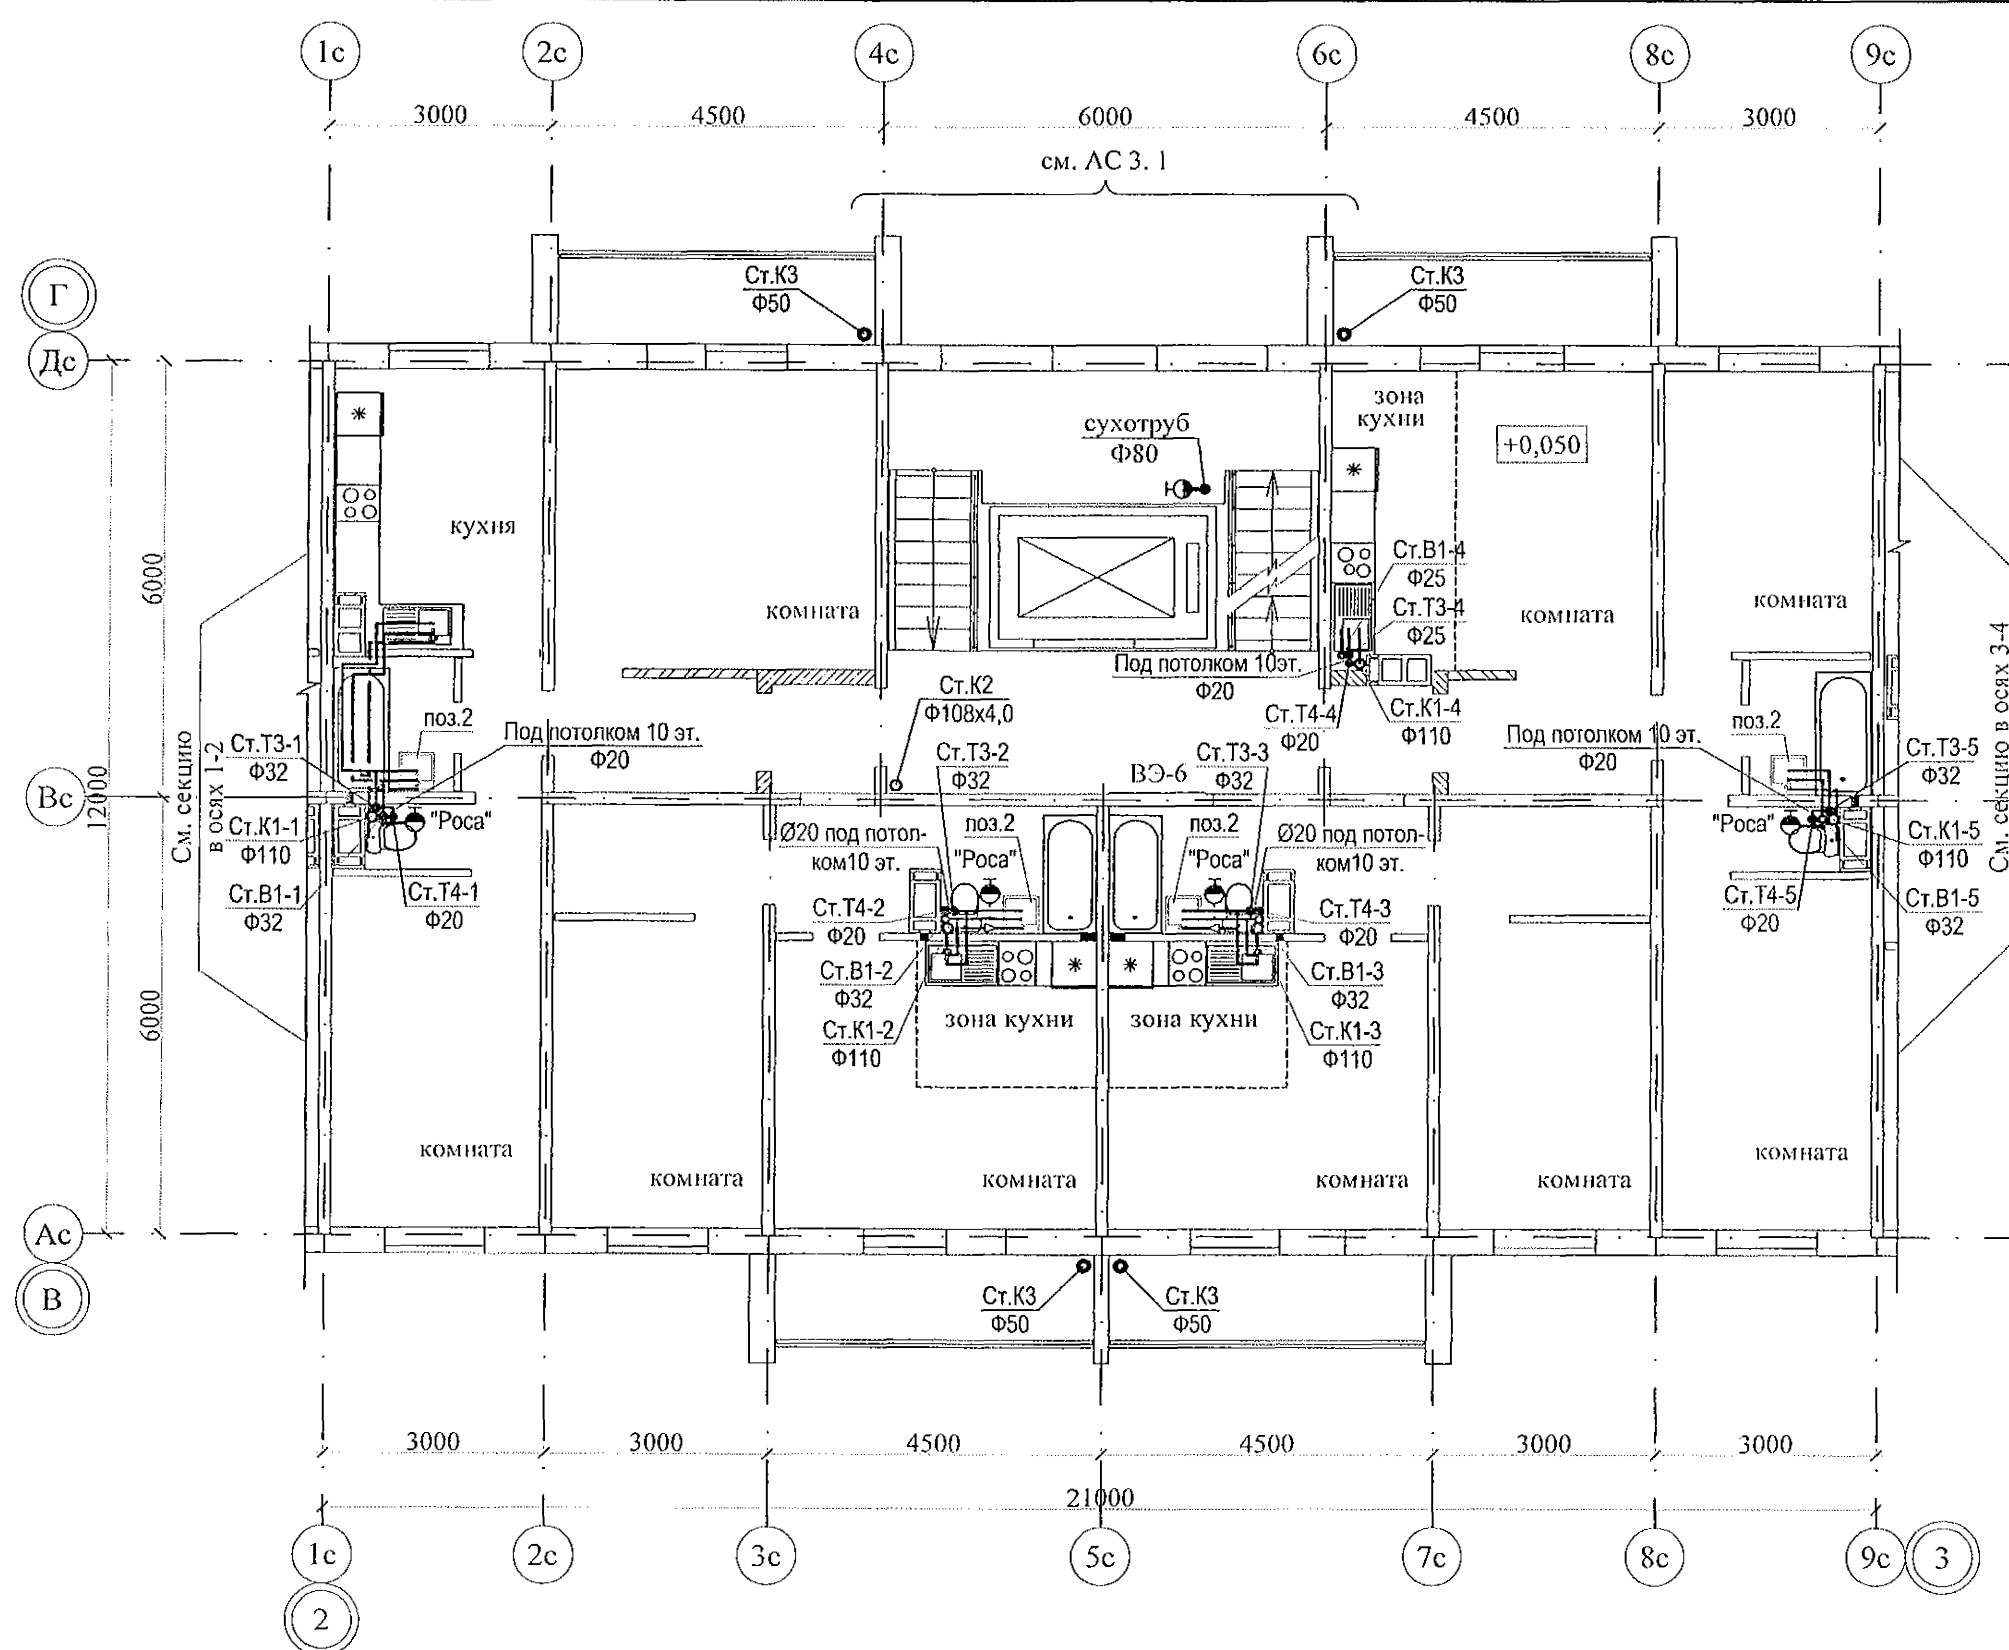 1с 2с 4с 6с 8с 9с
3000 4500 6000 4500 3000
см. АС 3. 1
Г
Дс
Ст.К3
Ф50
Ст.К3
Ф50
зона
кухни
+0,050
сухотруб
Ф80
кухня
комната
Ст.В1-4
Ф25
Ст.Т3-4
Ф25
комната
комната
6000
Под потолком 10эт.
Ф20
Ст.К2
Ф108х4,0
Ст.Т4-4
Ф20
Ст.К1-4
Ф110
поз.2
Под потолком 10 эт.
Ф20
Ст.Т3-1
Ф32
См. секцию
в осях 1-2
Вс
12000
Ст.К1-1
Ф110
"Роса"
Ст.В1-1
Ф32
Ст.Т4-1
Ф20
Ст.Т3-2
Ф32
ВЭ-6
Ст.Т3-3
Ф32
Ø20 под потол-
ком10 эт.
поз.2
"Роса"
поз.2
"Роса"
Ø20 под потол-
ком10 эт.
Ст.Т4-2
Ф20
Ст.Т4-3
Ф20
Ст.В1-2
Ф32
Ст.В1-3
Ф32
Ст.К1-2
Ф110
зона кухни
зона кухни
Ст.К1-3
Ф110
Под потолком 10 эт.
Ф20
поз.2
Ст.Т3-5
Ф32
"Роса"
Ст.К1-5
Ф110
Ст.Т4-5
Ф20
Ст.В1-5
Ф32
См. секцию в осях 3-4
6000
комната
комната
комната
комната
комната
комната
Ас
В
Ст.К3
Ф50
Ст.К3
Ф50
3000 3000 4500 4500 3000 3000
21000
1с 2с 3с 5с 7с 8с 9с 3
2